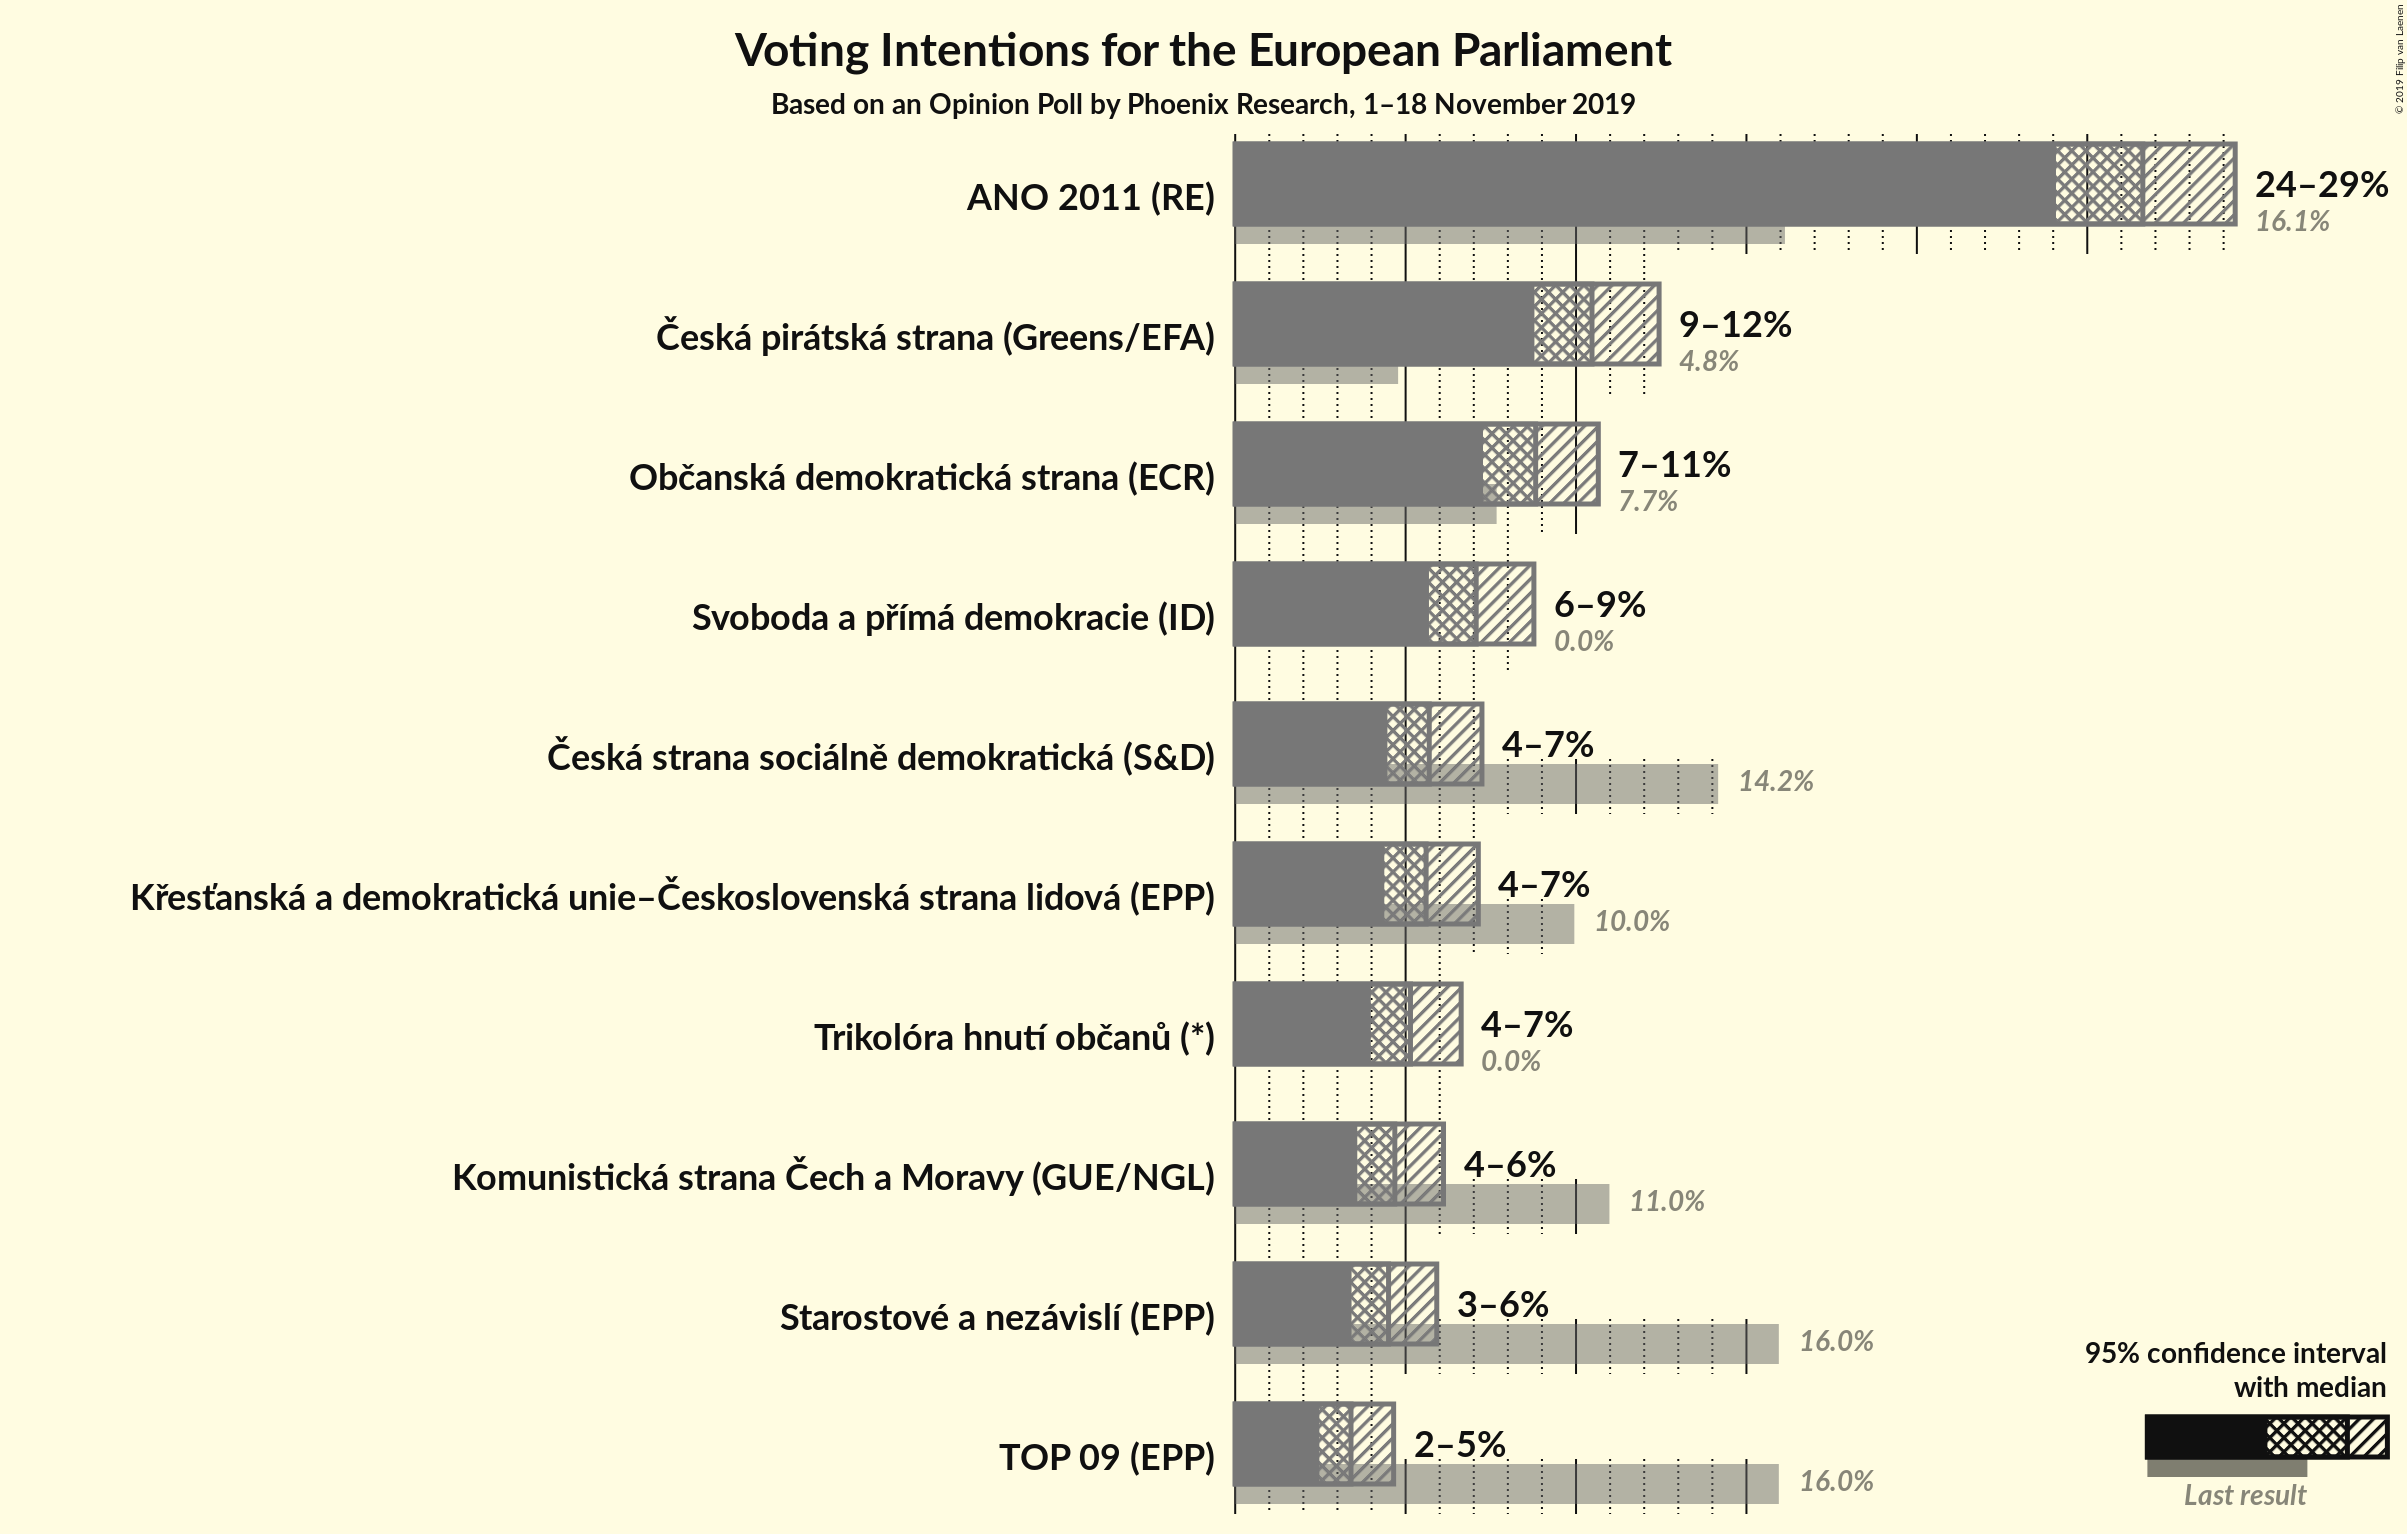 Voting Intentions for the European Parliament
Based on an Opinion Poll by Phoenix Research, 1–18 November 2019
© 2019 Filip van Laenen
ANO 2011 (RE)
24–29%
16.1%
Česká pirátská strana (Greens/EFA)
9–12%
4.8%
Občanská demokratická strana (ECR)
7–11%
7.7%
Svoboda a přímá demokracie (ID)
6–9%
0.0%
Česká strana sociálně demokratická (S&D)
4–7%
14.2%
Křesťanská a demokratická unie–Československá strana lidová (EPP)
4–7%
10.0%
Trikolóra hnutí občanů (*)
4–7%
0.0%
Komunistická strana Čech a Moravy (GUE/NGL)
4–6%
11.0%
Starostové a nezávislí (EPP)
3–6%
16.0%
TOP 09 (EPP)
2–5%
16.0%
95% confidence interval
with median
Last result